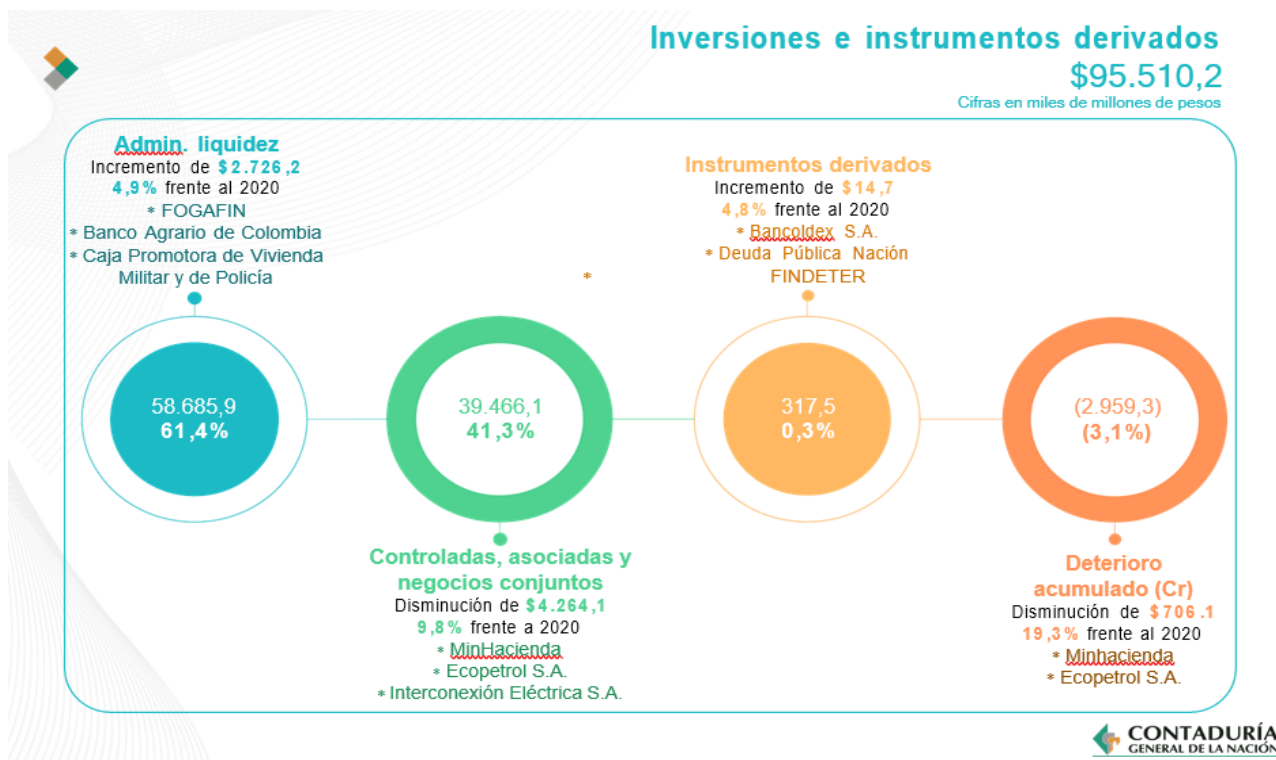 Inversiones e instrumentos derivados
$95.510,2
Cifras en miles de millones de pesos
Admin. liquidez
Incremento de $2.726,2
4,9% frente al 2020
* FOGAFIN
* Banco Agrario de Colombia
* Caja Promotora de Vivienda
Militar y de Policía
58.685,9
61,4%
39.466,1
41,3%
Controladas, asociadas y
negocios conjuntos
Disminución de $4.264,1
9,8% frente a 2020
* MinHacienda
* Ecopetrol S.A.
* Interconexión Eléctrica S.A.
Instrumentos derivados
Incremento de $14,7
4,8% frente al 2020
* Bancoldex S.A.
* Deuda Pública Nación
* FINDETER
317,5
0,3%
(2.959,3)
(3,1%)
Deterioro
acumulado (Cr)
Disminución de $706.1
19,3% frente al 2020
* Minhacienda
* Ecopetrol S.A.
CONTADURÍA
GENERAL DE LA NACIÓN